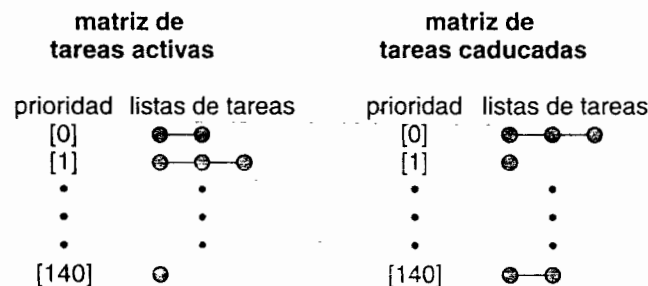 matriz de
tareas activas
prioridad listas de tareas
[0]
[1]
[140]
matriz de
tareas caducadas
prioridad listas de tareas
[0]
[1]
[140]